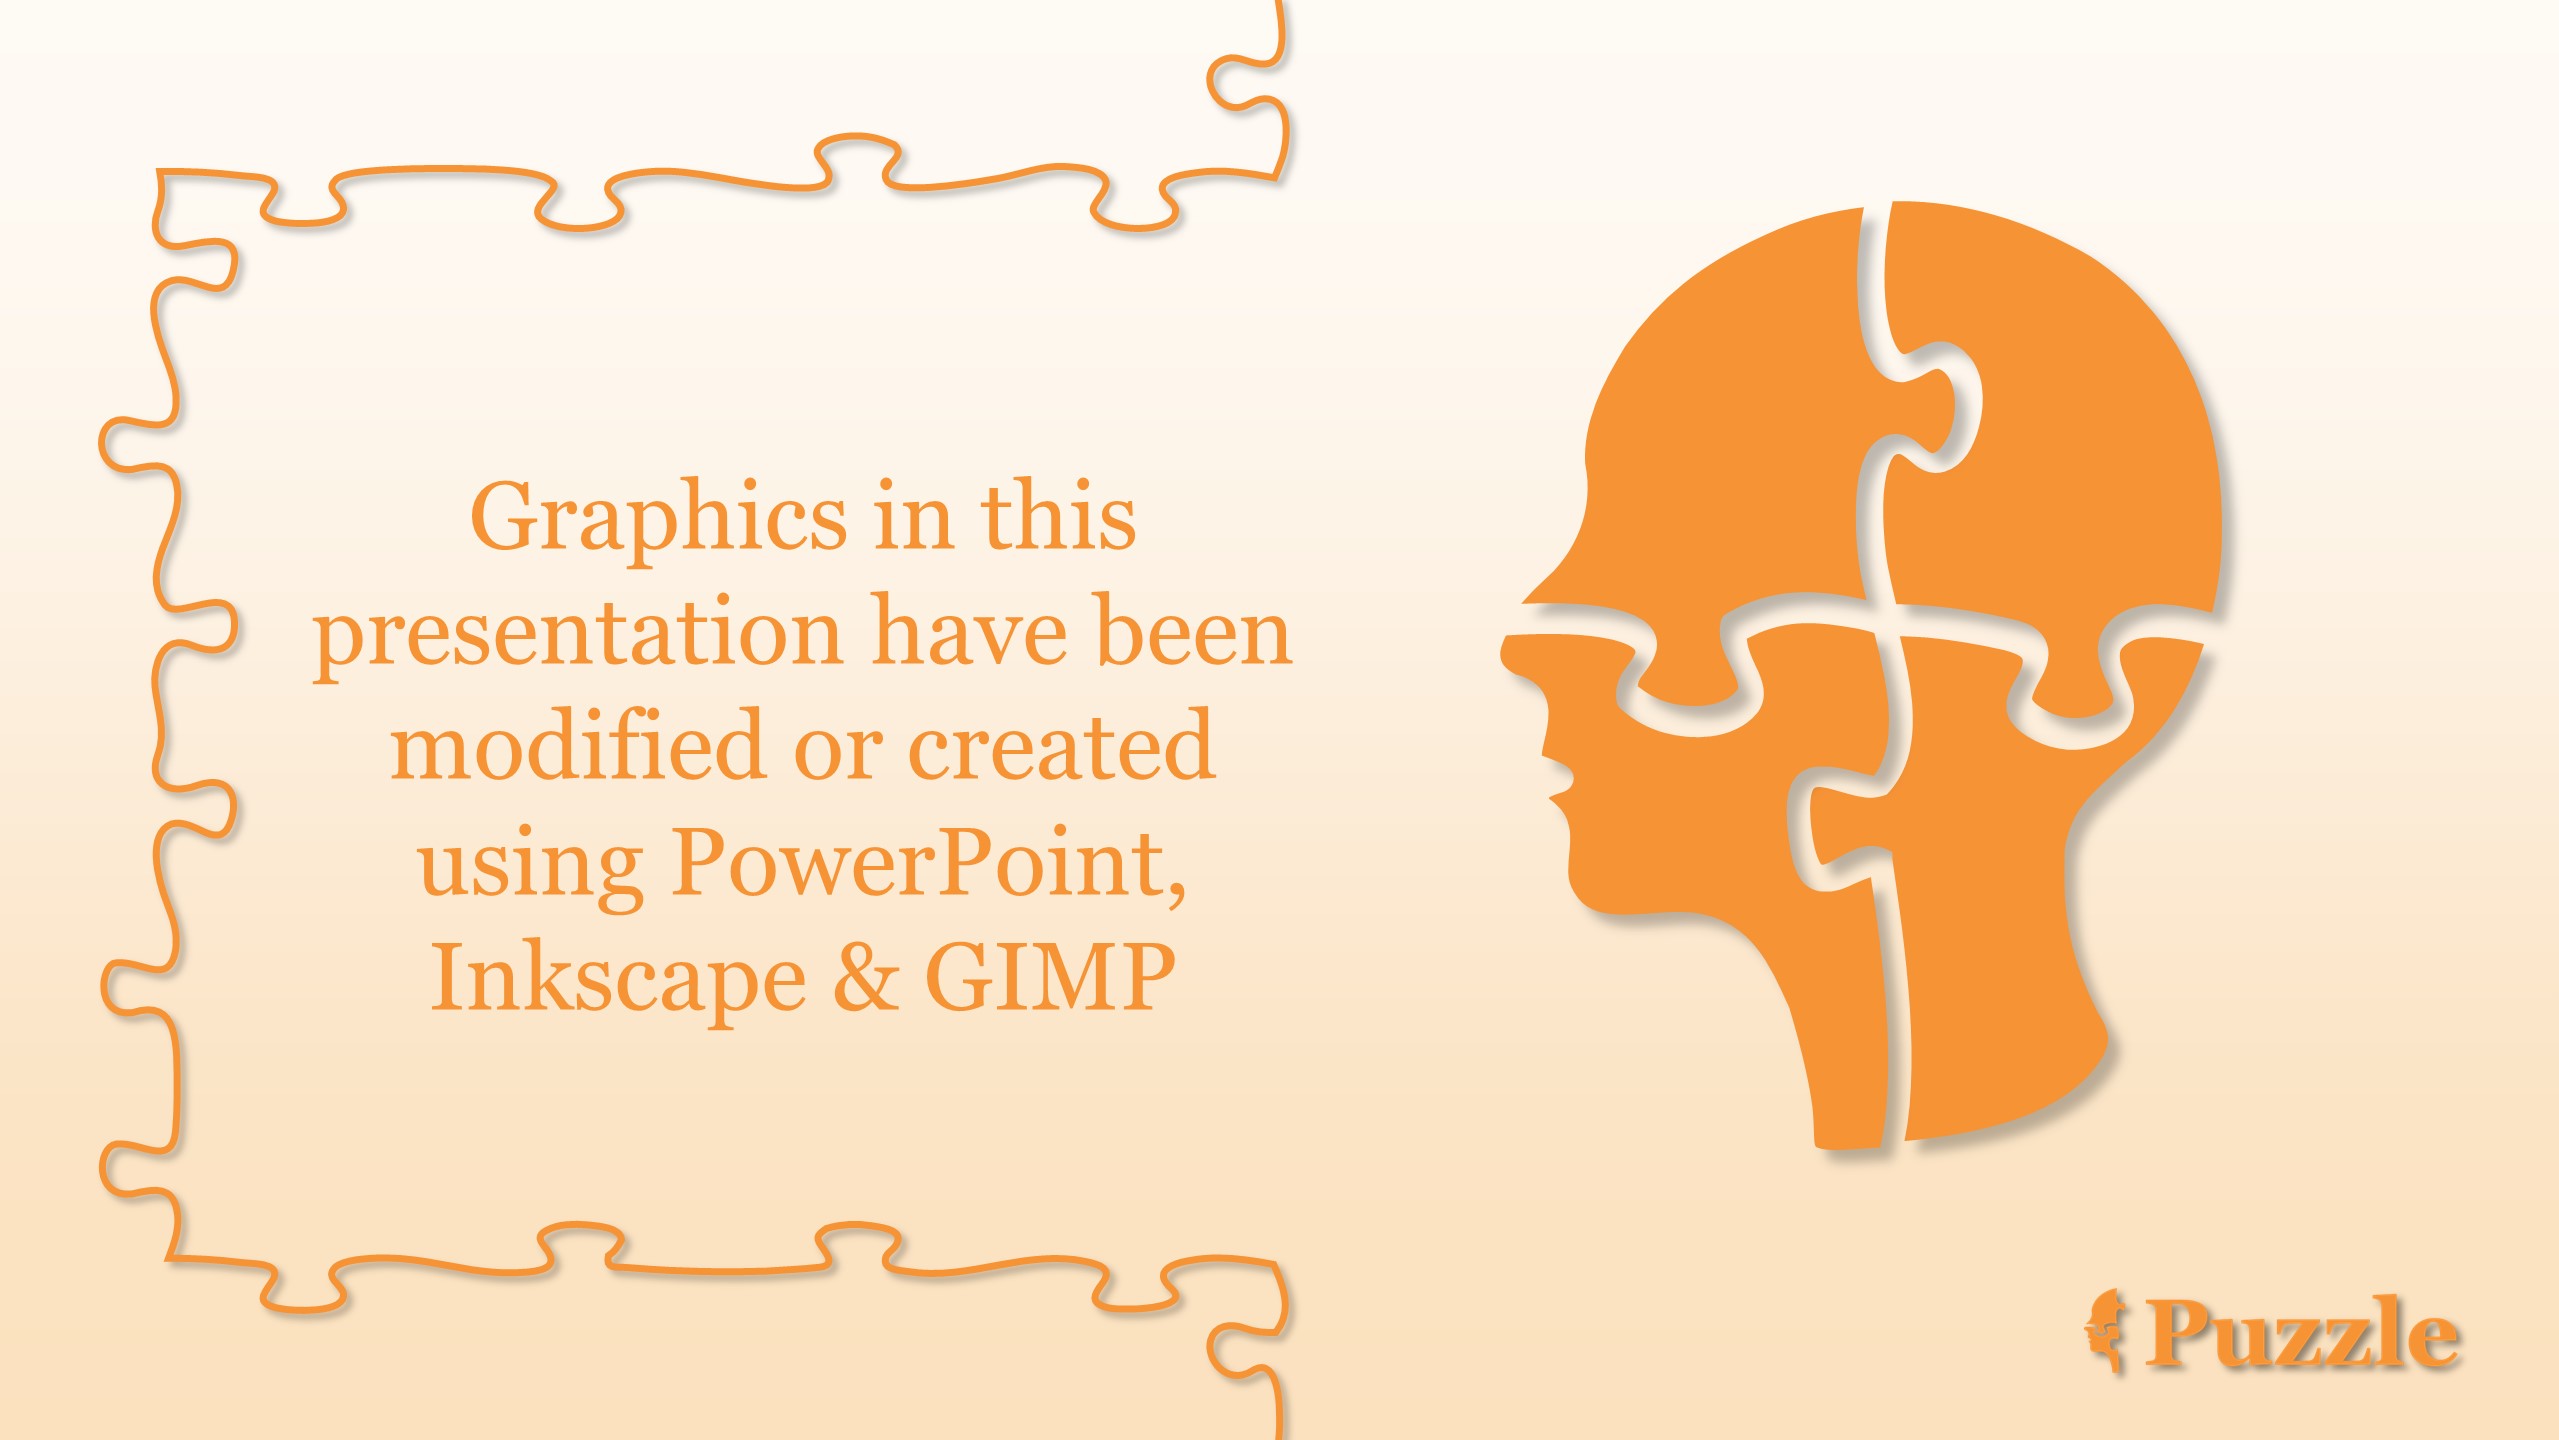 Graphics in this
presentation have been
modified or created
using PowerPoint,
Inkscape & GIMP
Puzzle